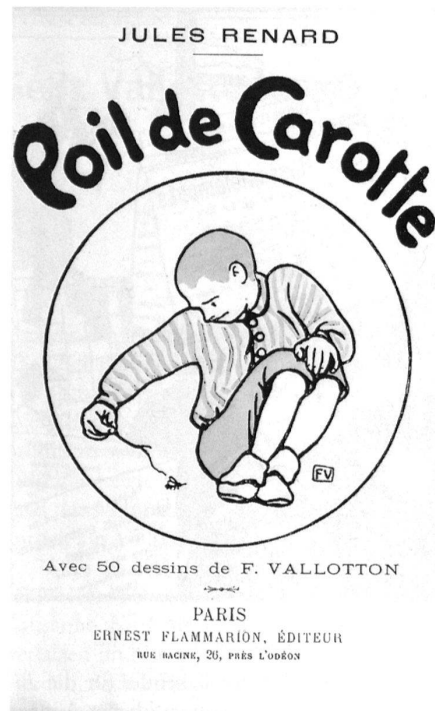 JULES RENARD
Poil de Carotte
FV
Avec 50 dessins de F. VALLOTTON
PARIS
ERNEST FLAMMARION, ÉDITEUR
RUE RACINE, 26, PRÈS L'ODÉON